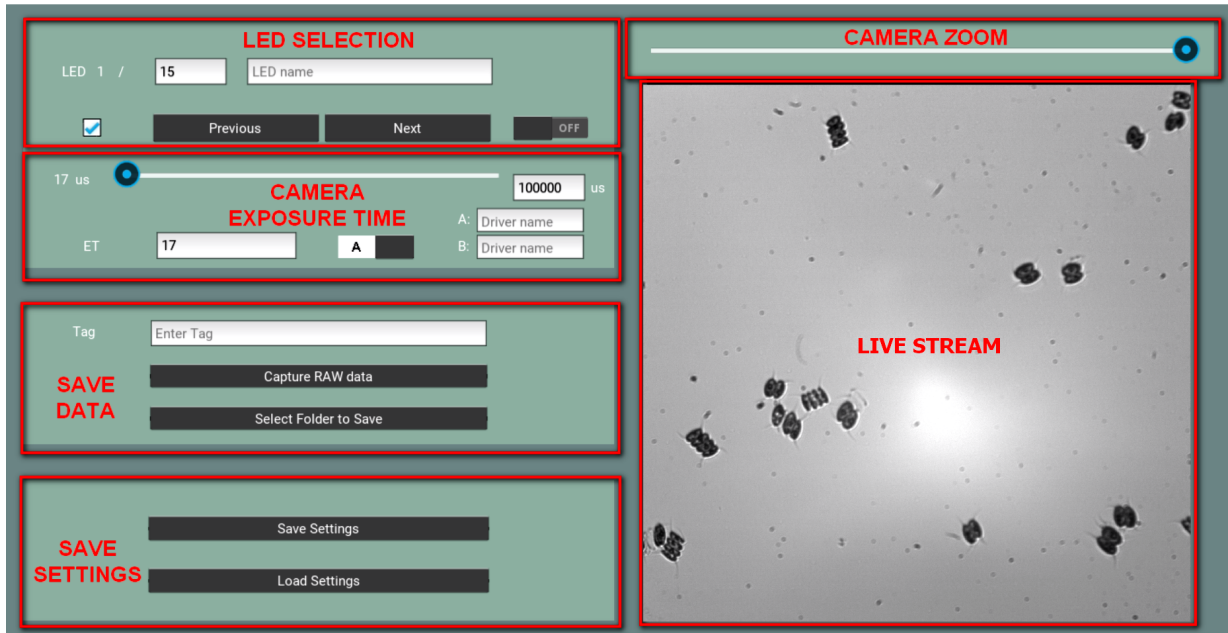 LED SELECTION
LED 1 / 15 LED name
Previous Next OFF
17 us 100000 us
CAMERA
EXPOSURE TIME
A: Driver name
ET 17 A B: Driver name
Tag Enter Tag
SAVE
DATA
Capture RAW data
Select Folder to Save
SAVE
SETTINGS
Save Settings
Load Settings
CAMERA ZOOM
LIVE STREAM